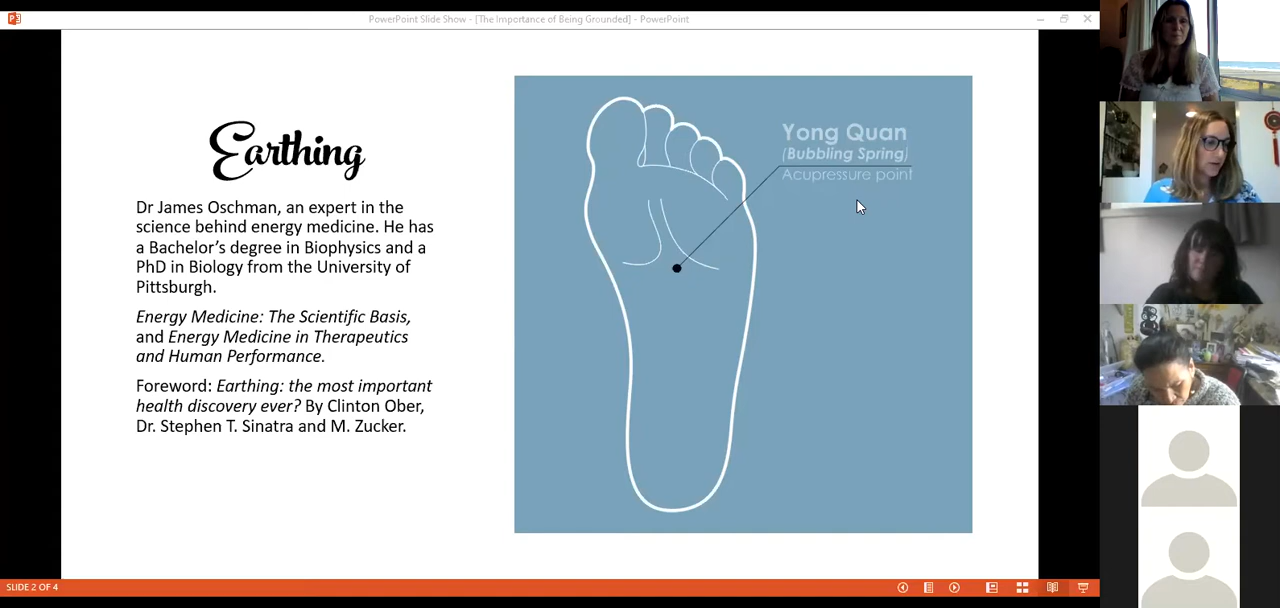 PowerPoint Slide Show - [The Importance of Being Grounded] - PowerPoint
Earthing
Dr James Oschman, an expert in the
science behind energy medicine. He has
a Bachelor's degree in Biophysics and a
PhD in Biology from the University of
Pittsburgh.
Energy Medicine: The Scientific Basis,
and Energy Medicine in Therapeutics
and Human Performance.
Foreword: Earthing: the most important
health discovery ever? By Clinton Ober,
Dr. Stephen T. Sinatra and M. Zucker.
Yong Quan
(Bubbling Spring)
Acupressure point
SLIDE 2 OF 4